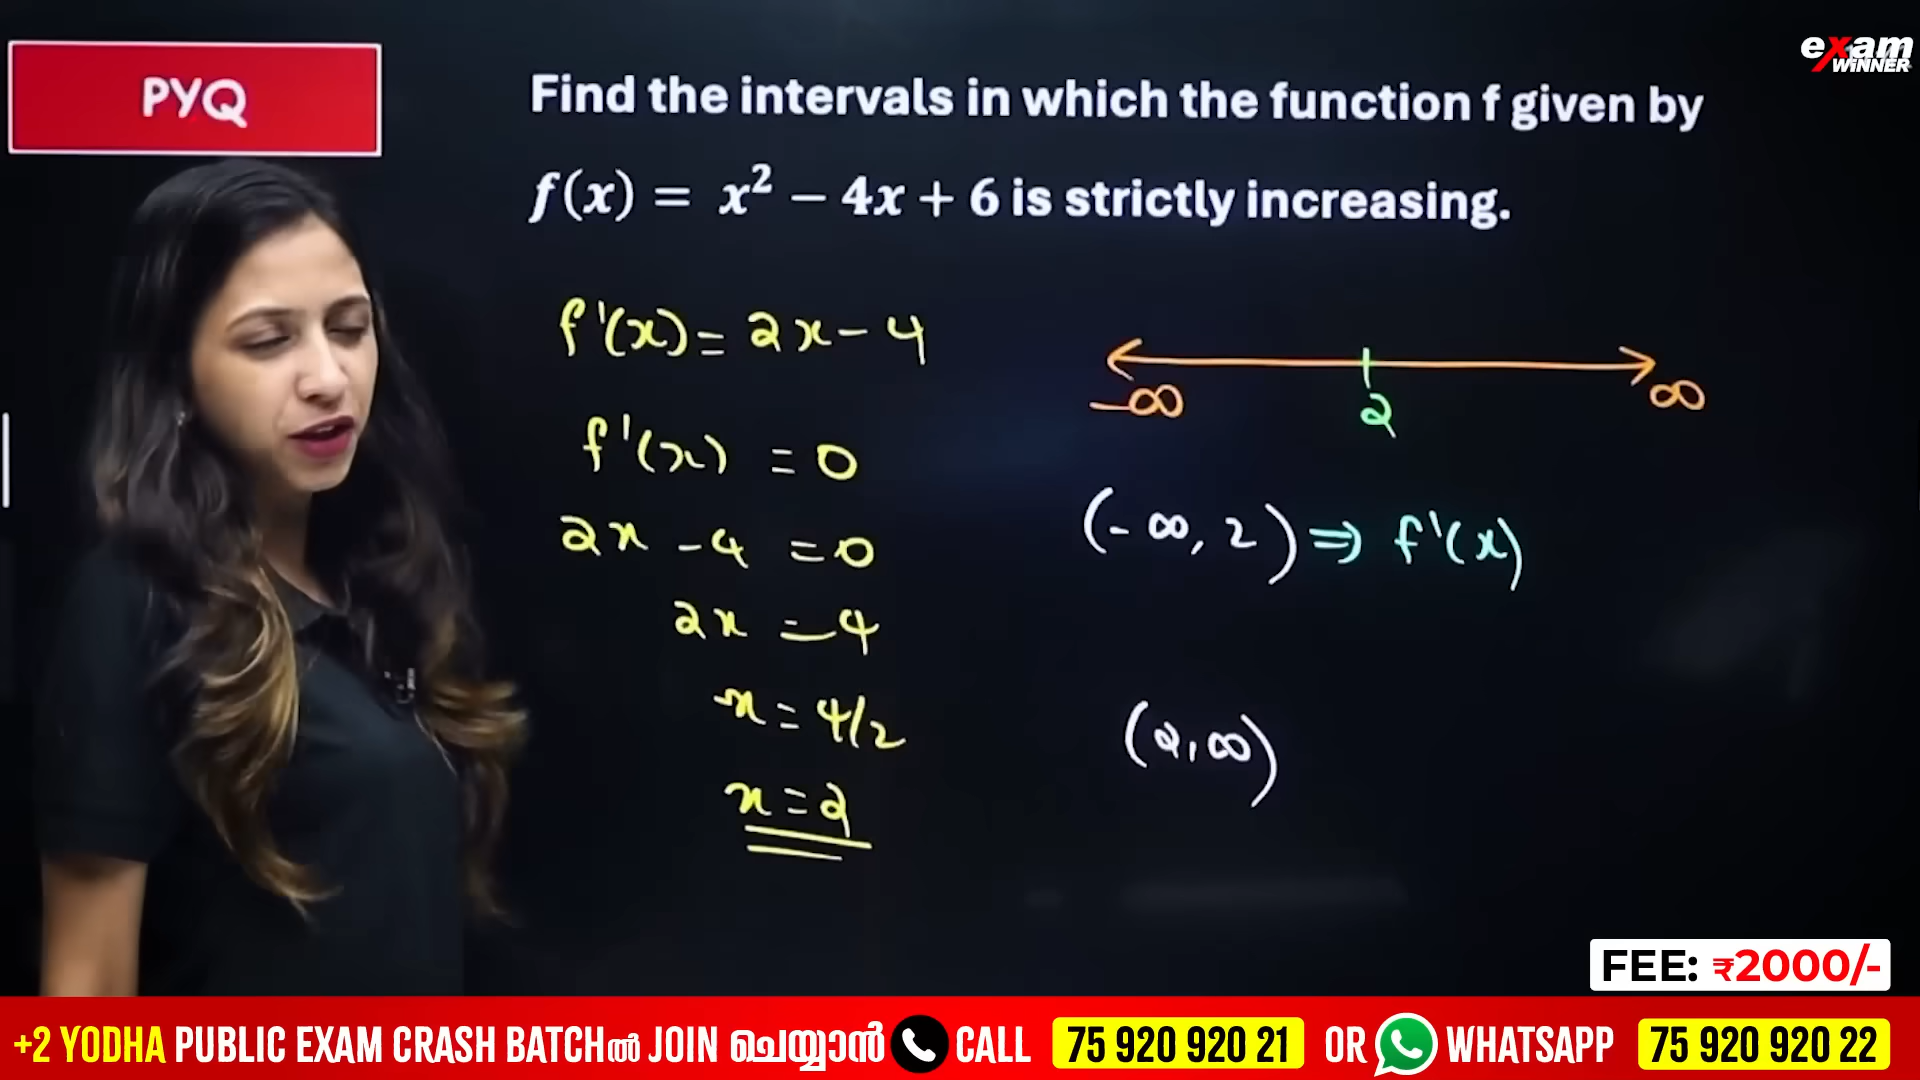 exam
WINNER
PYQ
Find the intervals in which the function f given by
f(x) = x² − 4x + 6 is strictly increasing.
f'(x) = 2x − 4
f'(x) = 0
2x − 4 = 0
2x = 4
x = 4/2
x = 2
−∞ 2 ∞
(-∞, 2) ⇒ f'(x)
(2, ∞)
FEE: ₹2000/-
+2 YODHA PUBLIC EXAM CRASH BATCHൽ JOIN ചെയ്യാൻ CALL 75 920 920 21 OR WHATSAPP 75 920 920 22